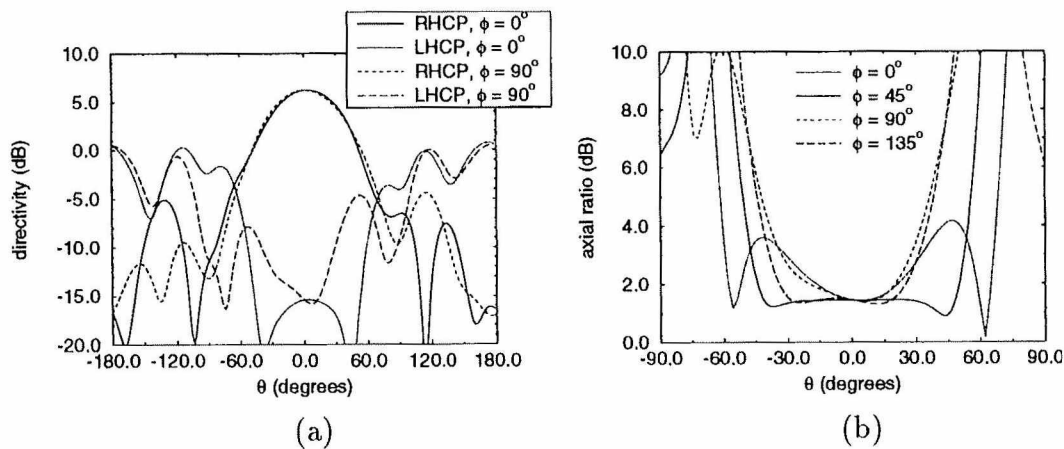 RHCP, ϕ = 0°
LHCP, ϕ = 0°
RHCP, ϕ = 90°
LHCP, ϕ = 90°
10.0
5.0
0.0
-5.0
-10.0
-15.0
-20.0
directivity (dB)
-180.0 -120.0 -60.0 0.0 60.0 120.0 180.0
θ (degrees)
(a)
ϕ = 0°
ϕ = 45°
ϕ = 90°
ϕ = 135°
10.0
8.0
6.0
4.0
2.0
0.0
axial ratio (dB)
-90.0 -60.0 -30.0 0.0 30.0 60.0 90.0
θ (degrees)
(b)